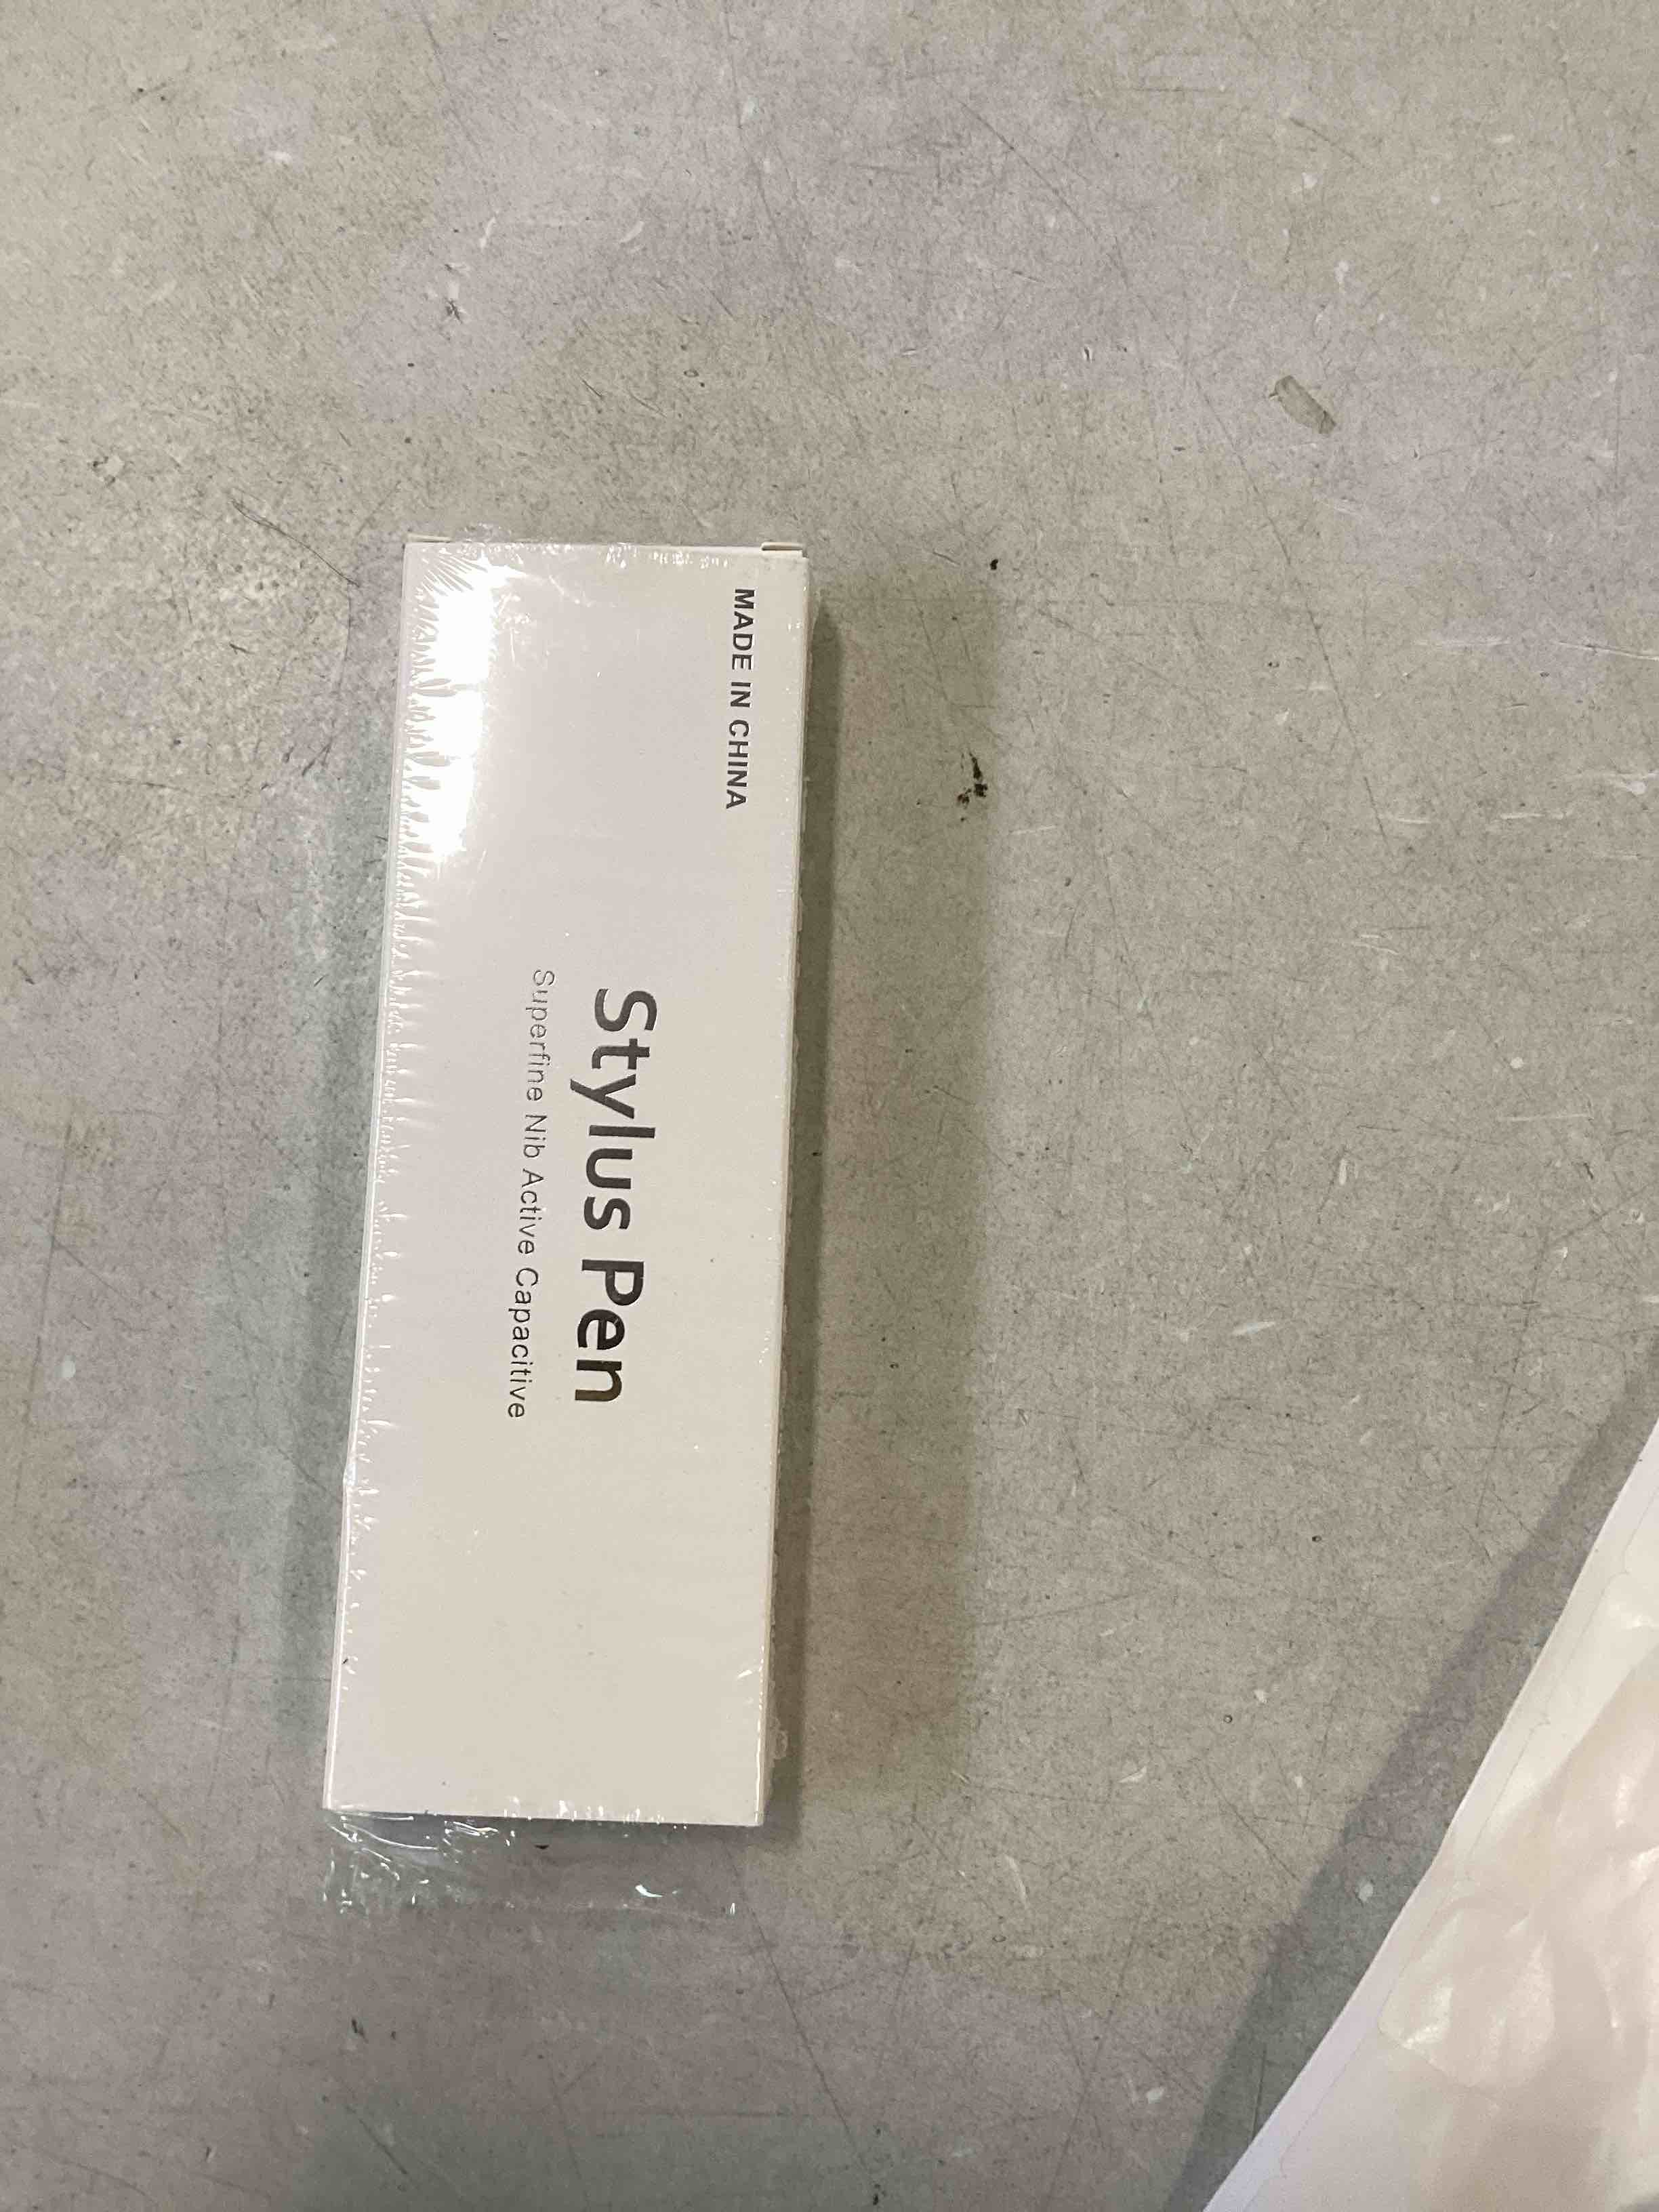 MADE IN CHINA
Stylus Pen
Superfine Nib Active Capacitive